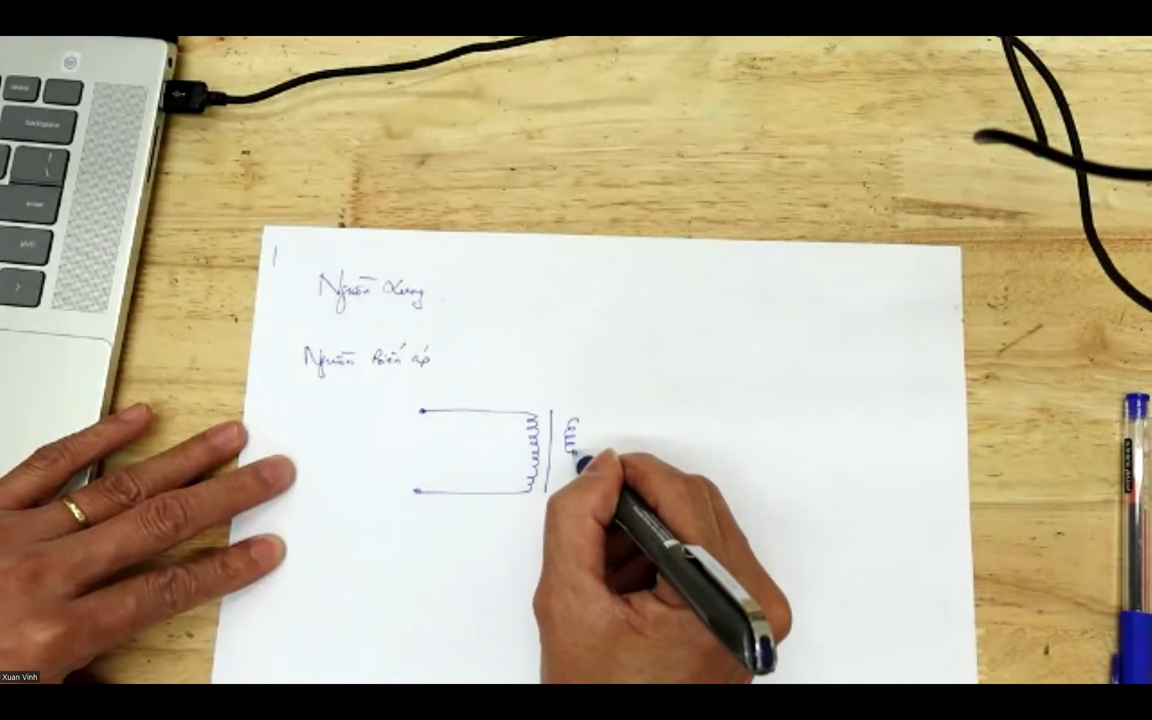 backspace
enter
shift
1
Nguồn Xung
Nguồn biến áp
Xuan Vinh